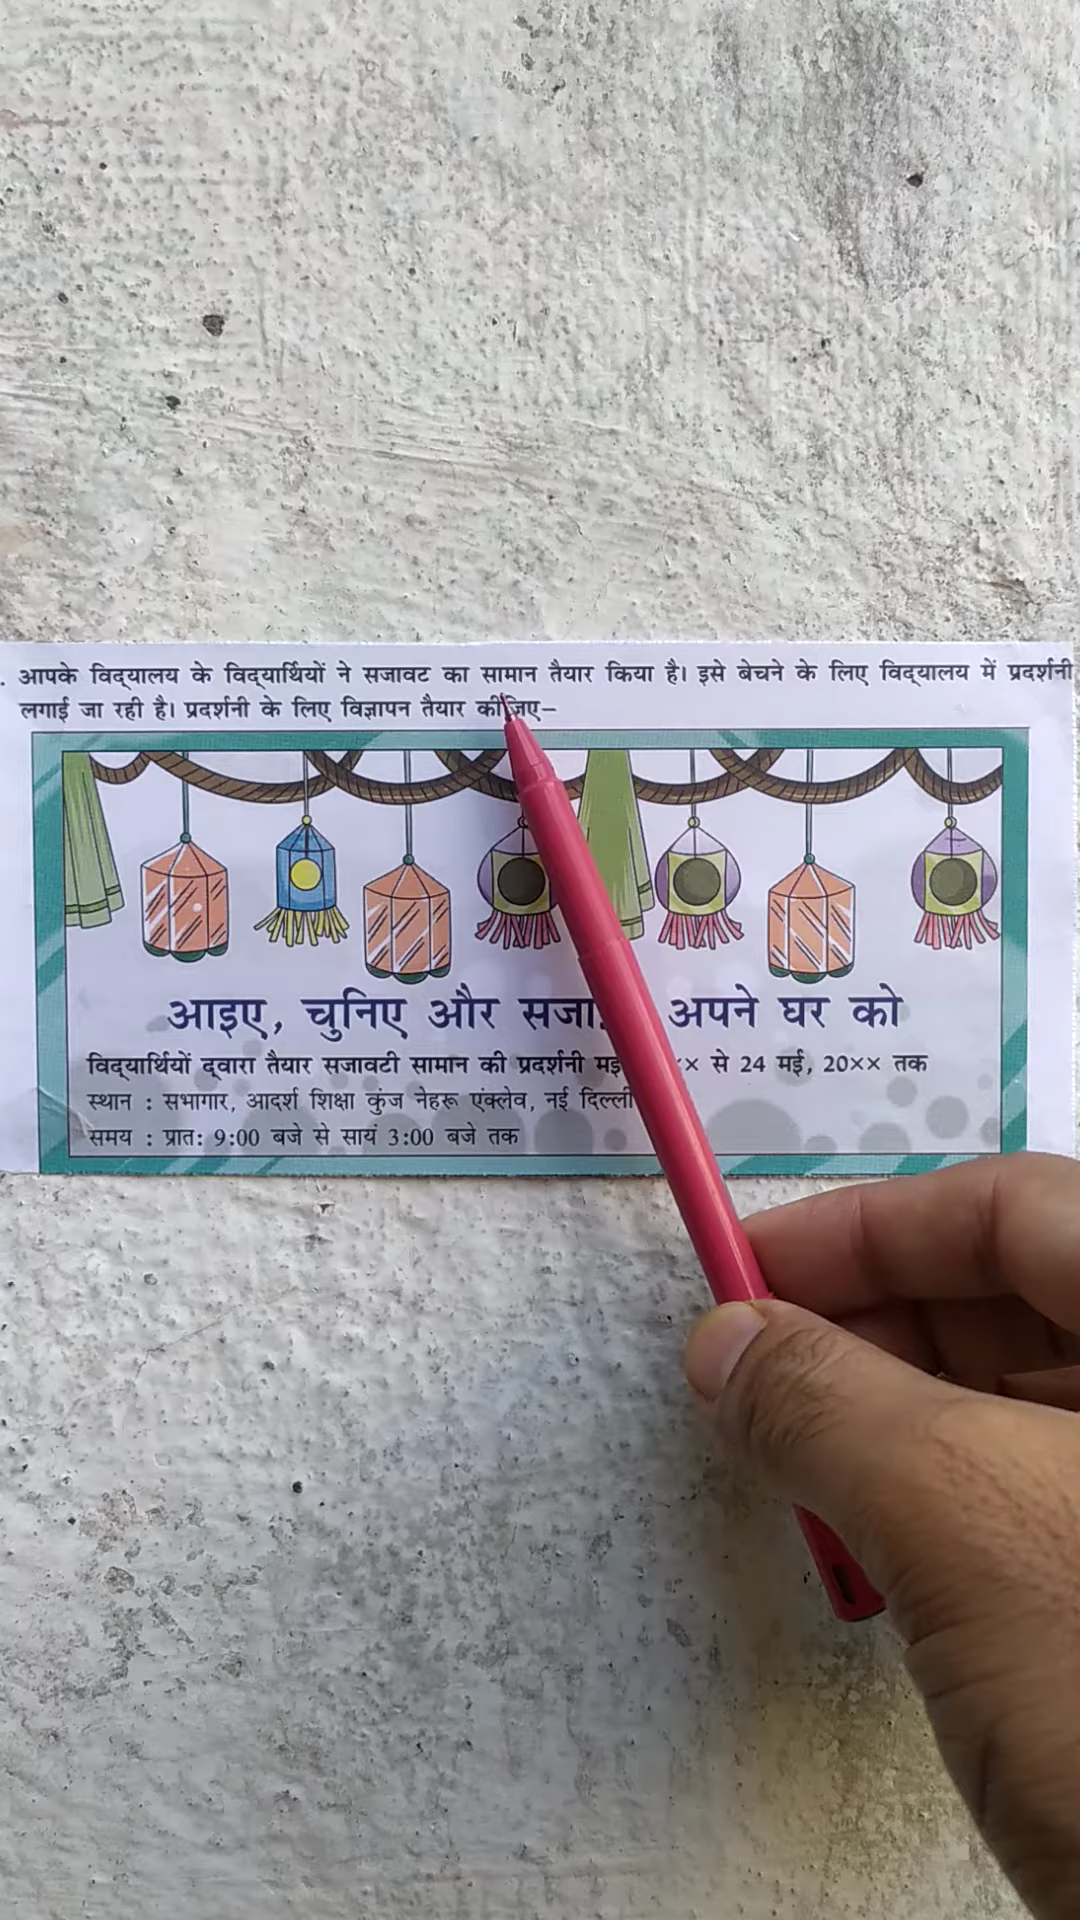 . आपके विद्यालय के विद्यार्थियों ने सजावट का सामान तैयार किया है। इसे बेचने के लिए विद्यालय में प्रदर्शनी
लगाई जा रही है। प्रदर्शनी के लिए विज्ञापन तैयार कीजिए–
आइए, चुनिए और अपने घर को
विद्यार्थियों द्वारा तैयार सजावटी सामान की प्रदर्शनी मई × से 24 मई, 20×× तक
स्थान : सभागार, आदर्श शिक्षा कुंज नेहरू एंक्लेव, नई दिल्ली
समय : प्रातः 9:00 बजे से सायं 3:00 बजे तक